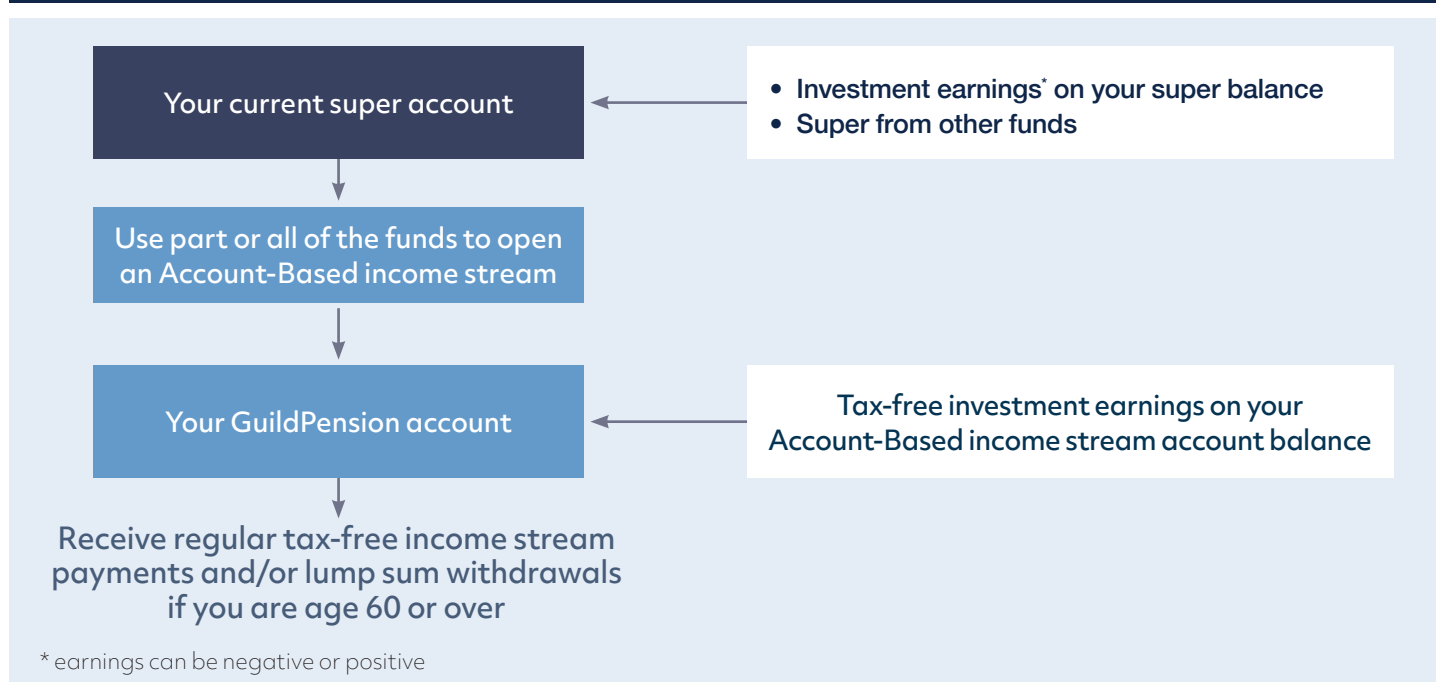 Your current super account
• Investment earnings* on your super balance
• Super from other funds
Use part or all of the funds to open
an Account-Based income stream
Your GuildPension account
Tax-free investment earnings on your
Account-Based income stream account balance
Receive regular tax-free income stream
payments and/or lump sum withdrawals
if you are age 60 or over
* earnings can be negative or positive